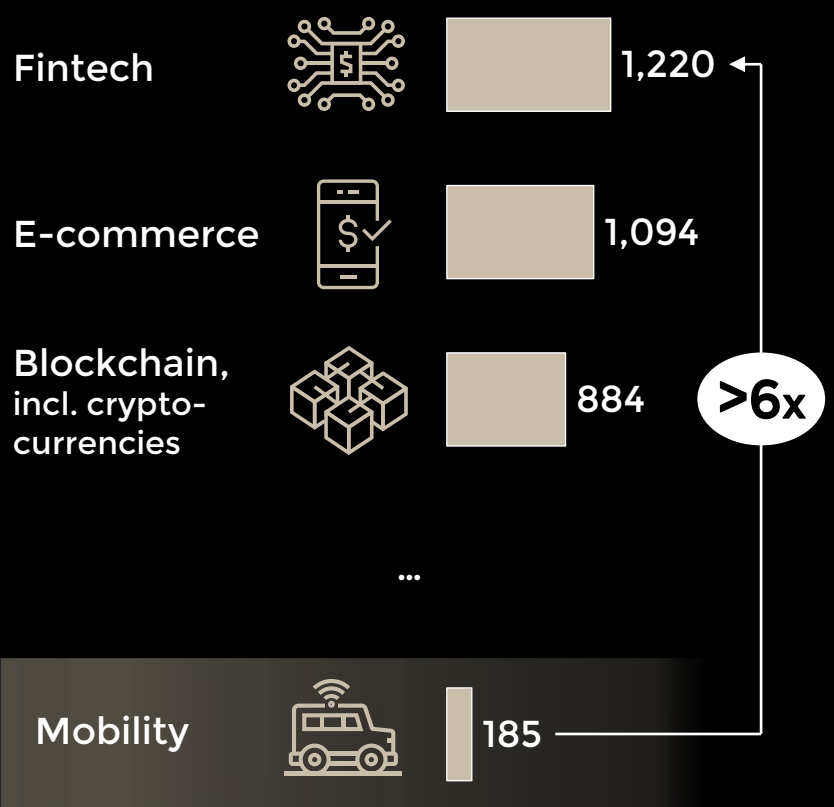 Fintech
$
1,220
E-commerce
$
1,094
Blockchain,
incl. crypto-
currencies
884
>6x
...
Mobility
185